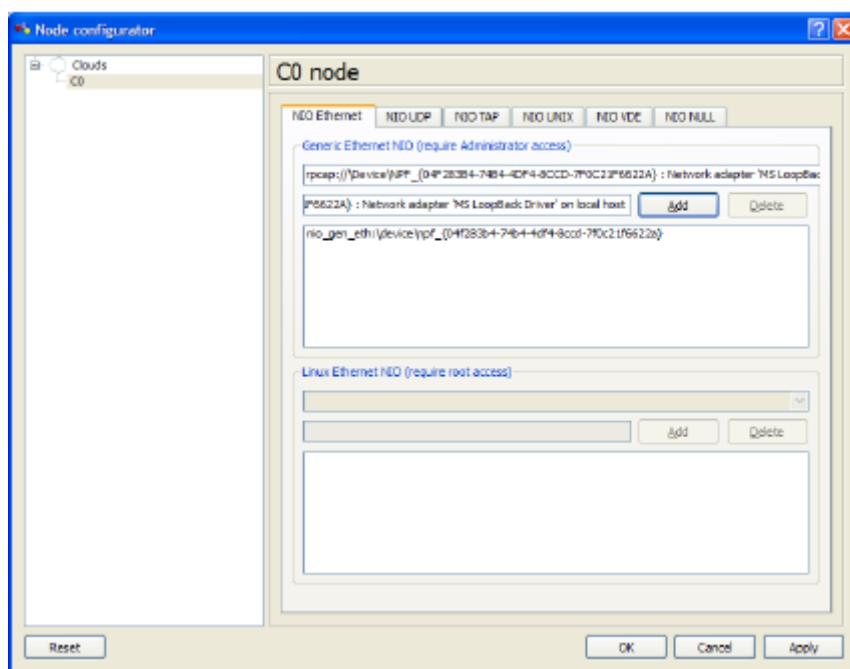 Node configurator
Clouds
C0
C0 node
NIO Ethernet NIO UDP NIO TAP NIO UNIX NIO VDE NIO NULL
Generic Ethernet NIO (require Administrator access)
rpcap://\Device\NPF_{04F283B4-74B4-4DF4-8CCD-7F0C21F6622A} : Network adapter 'MS LoopBac
F6622A} : Network adapter 'MS LoopBack Driver' on local host Add Delete
nio_gen_eth:\device\npf_{04f283b4-74b4-4df4-8ccd-7f0c21f6622a}
Linux Ethernet NIO (require root access)
Add Delete
Reset OK Cancel Apply